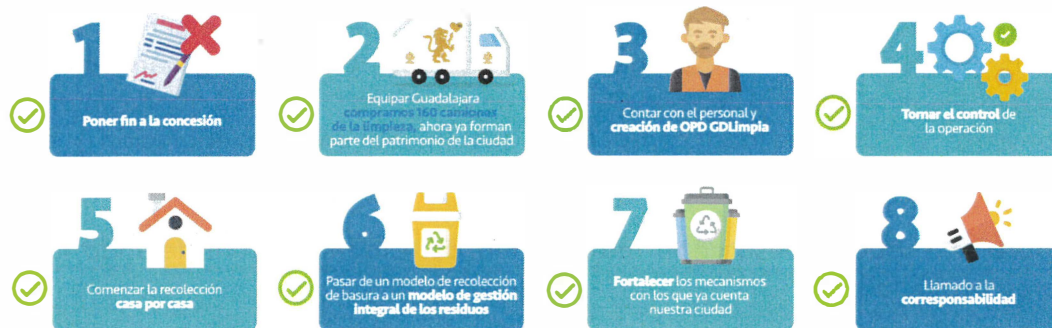 1
Poner fin a la concesión
2
Equipar Guadalajara
compramos 160 camiones
de la limpieza, ahora ya forman
parte del patrimonio de la ciudad
3
Contar con el personal y
creación de OPD GDLimpia
4
Tomar el control de
la operación
5
Comenzar la recolección
casa por casa
6
Pasar de un modelo de recolección
de basura a un modelo de gestión
integral de los residuos
7
Fortalecer los mecanismos
con los que ya cuenta
nuestra ciudad
8
Llamado a la
corresponsabilidad